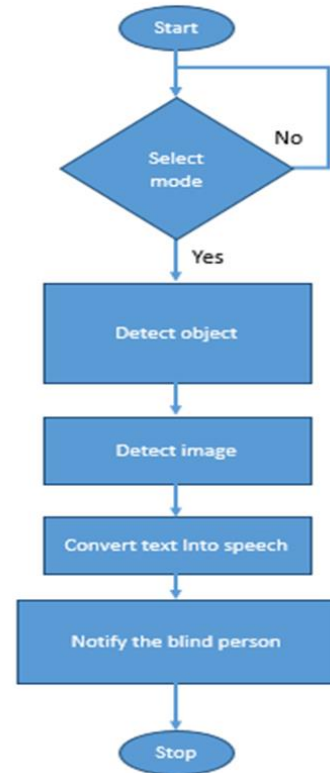 Start
No
Select
mode
Yes
Detect object
Detect image
Convert text Into speech
Notify the blind person
Stop